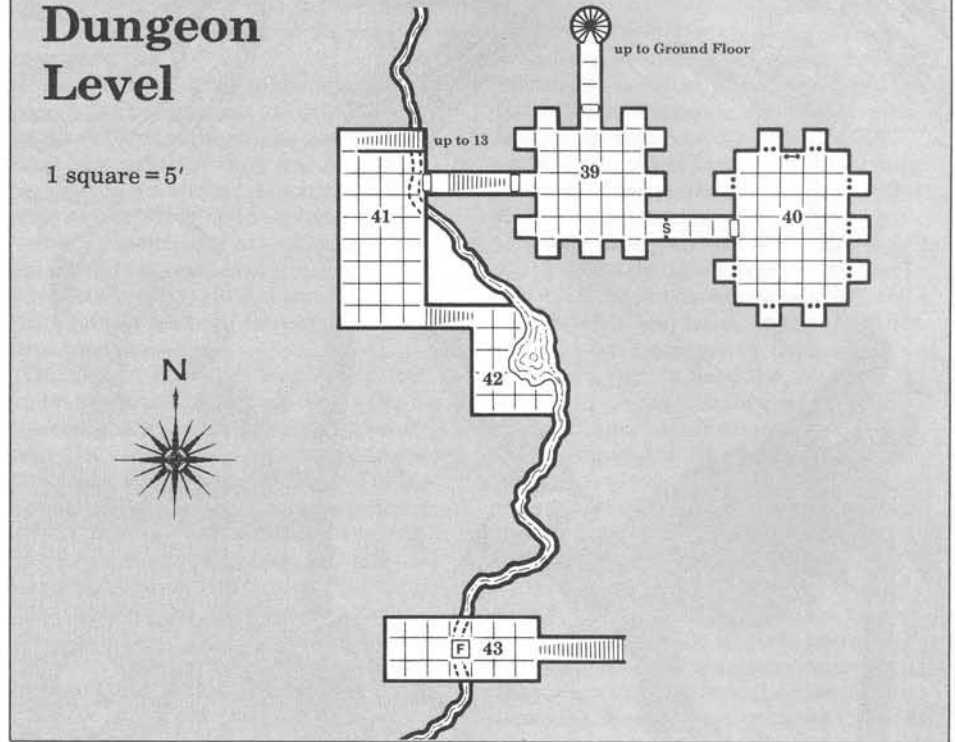 Dungeon
Level
1 square = 5'
up to Ground Floor
up to 13
39
41
40
S
42
N
F
43